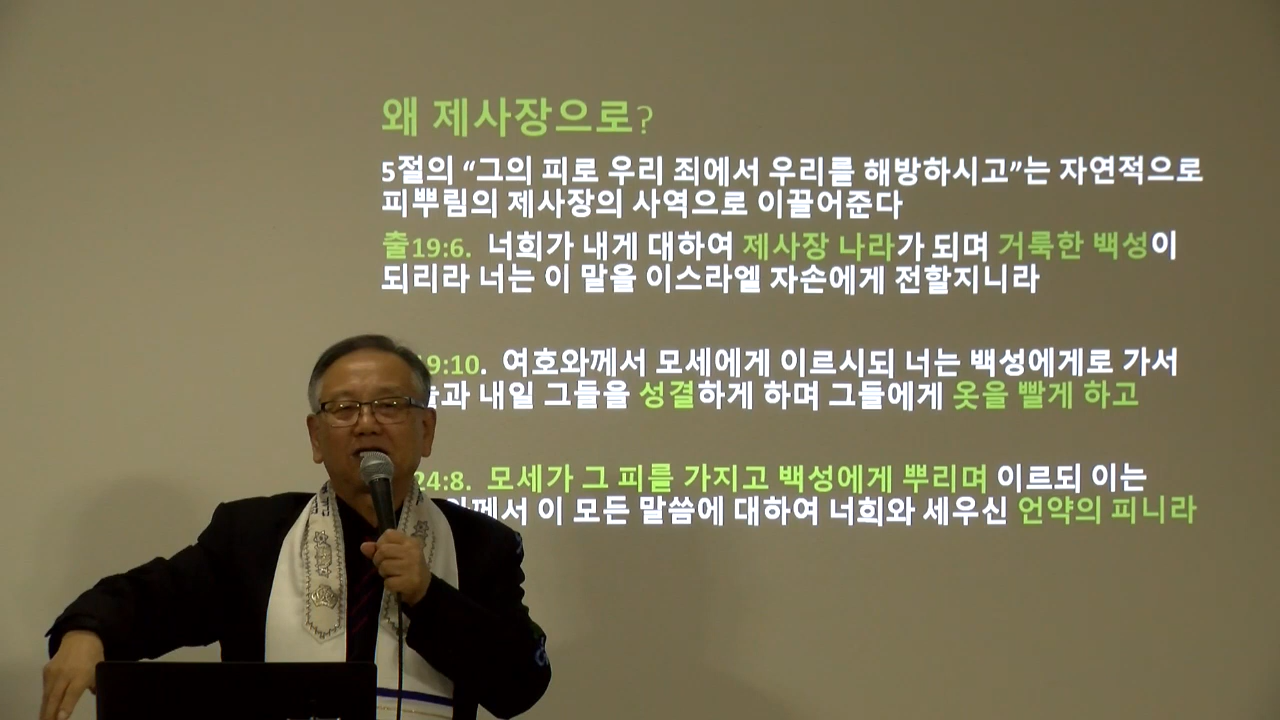 왜 제사장으로?
5절의 “그의 피로 우리 죄에서 우리를 해방하시고”는 자연적으로
피뿌림의 제사장의 사역으로 이끌어준다
출19:6. 너희가 내게 대하여 제사장 나라가 되며 거룩한 백성이
되리라 너는 이 말을 이스라엘 자손에게 전할지니라
9:10. 여호와께서 모세에게 이르시되 너는 백성에게로 가서
내일 그들을 성결하게 하며 그들에게 옷을 빨게 하고
24:8. 모세가 그 피를 가지고 백성에게 뿌리며 이르되 이는
이 모든 말씀에 대하여 너희와 세우신 언약의 피니라